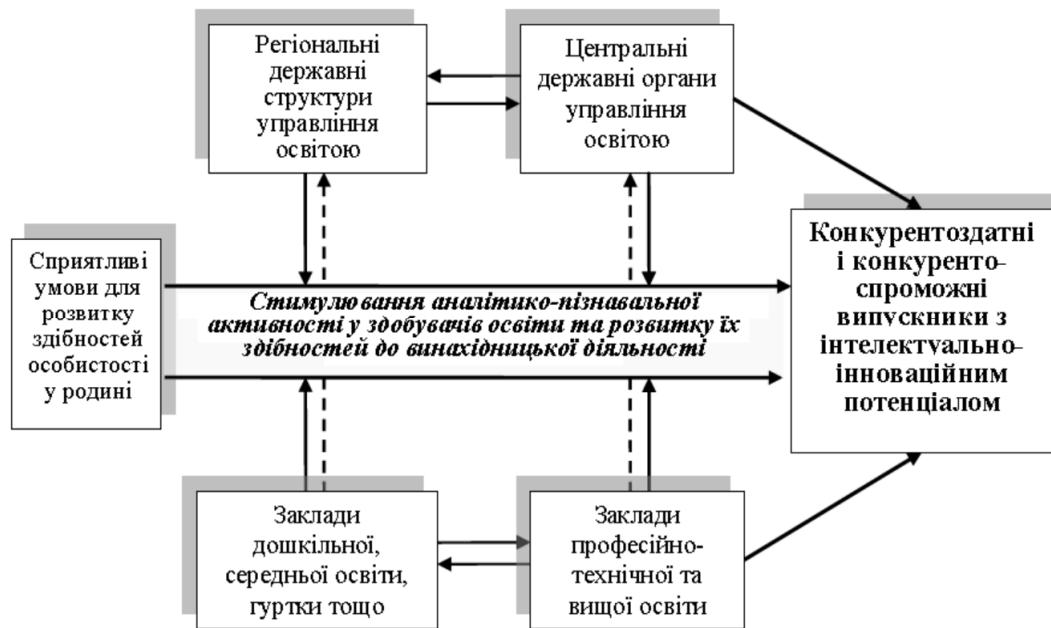 Регіональні
державні
структури
управління
освітою
Центральні
державні органи
управління
освітою
Сприятливі
умови для
розвитку
здібностей
особистості
у родині
Стимулювання аналітико-пізнавальної
активності у здобувачів освіти та розвитку їх
здібностей до винахідницької діяльності
Конкурентоздатні
і конкуренто-
спроможні
випускники з
інтелектуально-
інноваційним
потенціалом
Заклади
дошкільної,
середньої освіти,
гуртки тощо
Заклади
професійно-
технічної та
вищої освіти